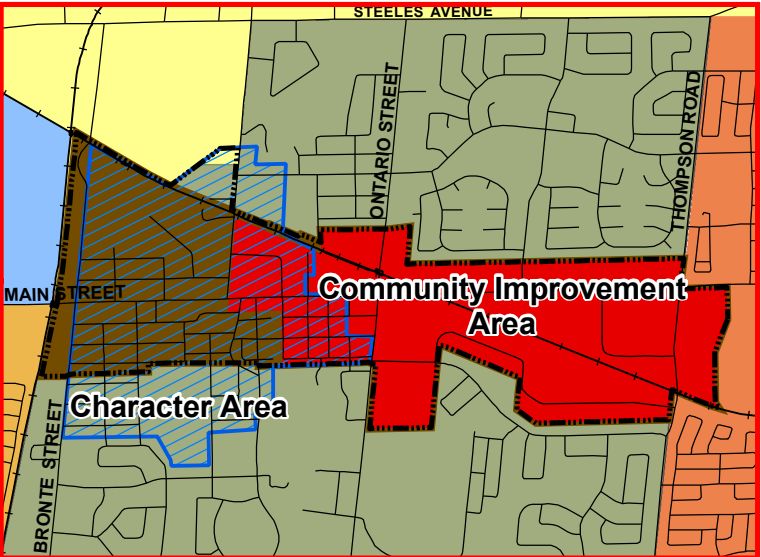 STEELES AVENUE
ONTARIO STREET
THOMPSON ROAD
MAIN STREET
Community Improvement
Area
Character Area
BRONTE STREET